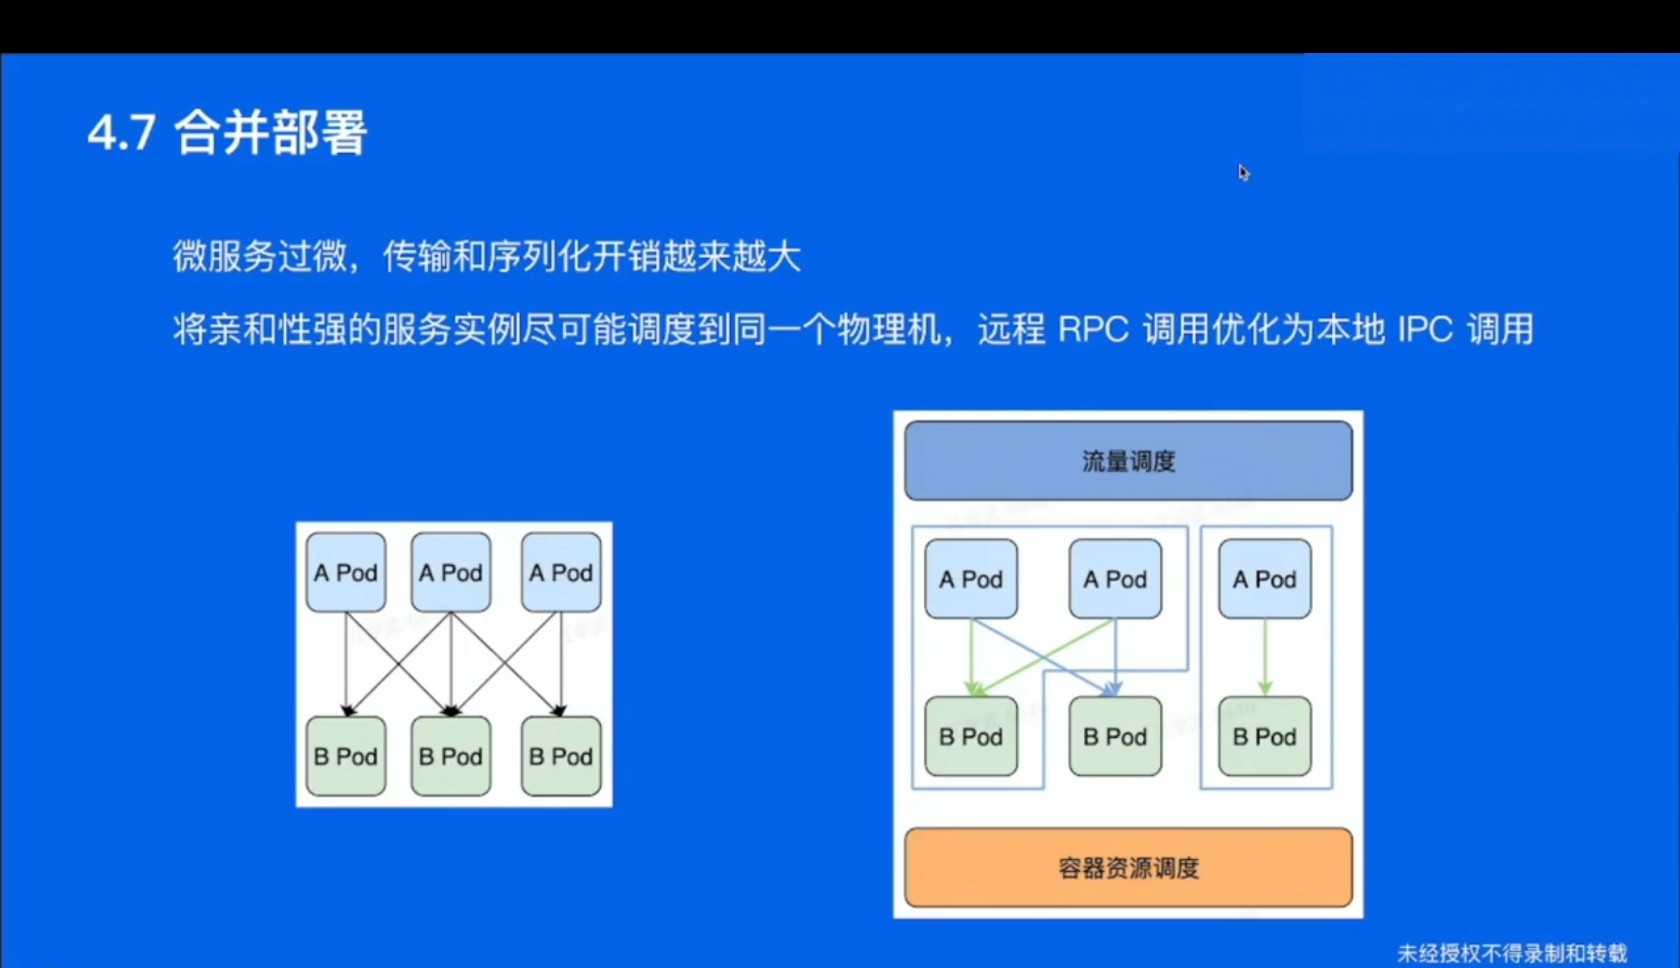 4.7 合并部署
微服务过微，传输和序列化开销越来越大
将亲和性强的服务实例尽可能调度到同一个物理机，远程 RPC 调用优化为本地 IPC 调用
A Pod A Pod A Pod
B Pod B Pod B Pod
流量调度
A Pod A Pod A Pod
B Pod B Pod B Pod
容器资源调度
未经授权不得录制和转载